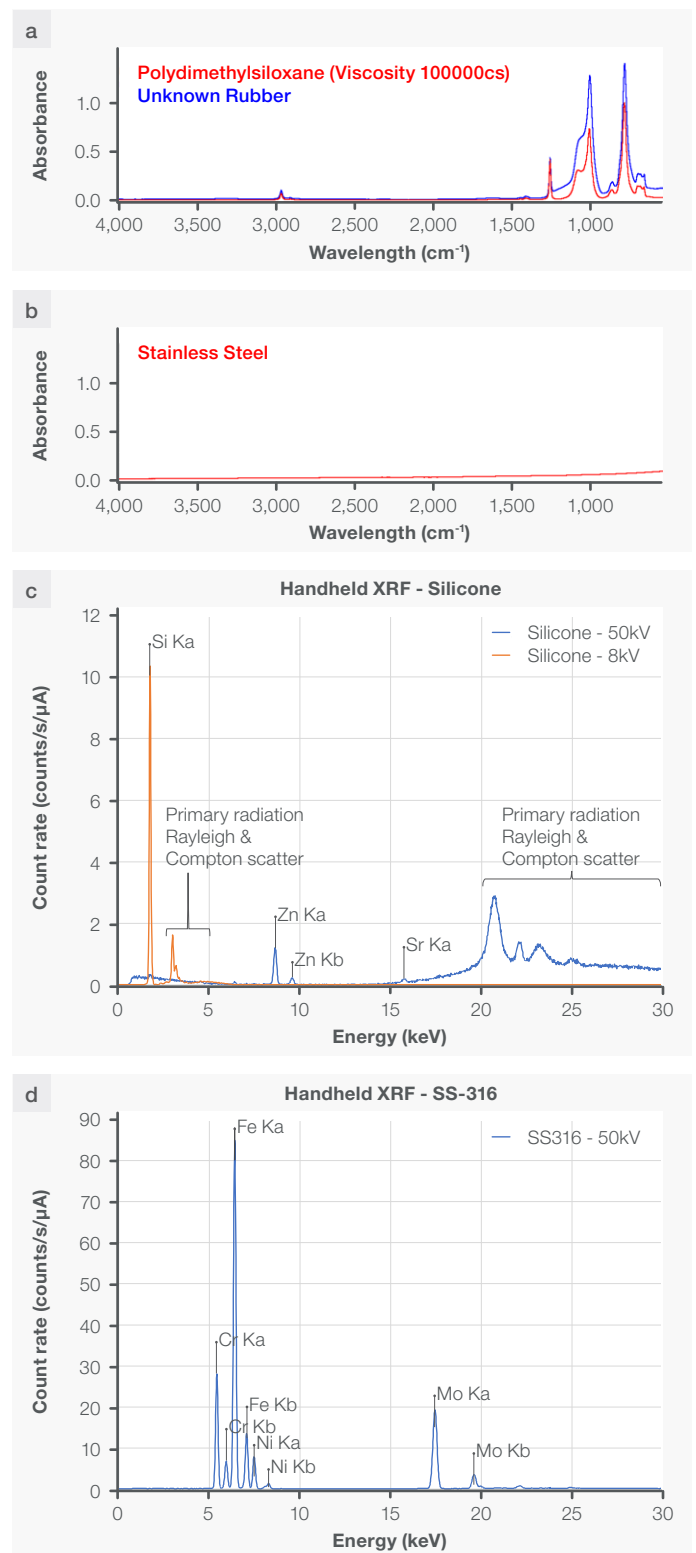 a
Polydimethylsiloxane (Viscosity 100000cs)
Unknown Rubber
Absorbance
1.0
0.5
0.0
4,000 3,500 3,000 2,500 2,000 1,500 1,000
Wavelength (cm-1)
b
Stainless Steel
Absorbance
1.0
0.5
0.0
4,000 3,500 3,000 2,500 2,000 1,500 1,000
Wavelength (cm-1)
c
Handheld XRF - Silicone
Silicone - 50kV
Silicone - 8kV
Count rate (counts/s/µA)
12
10
8
6
4
2
0
Si Ka
Primary radiation
Rayleigh &
Compton scatter
Zn Ka
Zn Kb
Sr Ka
Primary radiation
Rayleigh &
Compton scatter
0 5 10 15 20 25 30
Energy (keV)
d
Handheld XRF - SS-316
SS316 - 50kV
Count rate (counts/s/µA)
90
80
70
60
50
40
30
20
10
0
Fe Ka
Cr Ka
Fe Kb
Cr Kb
Ni Ka
Ni Kb
Mo Ka
Mo Kb
0 5 10 15 20 25 30
Energy (keV)